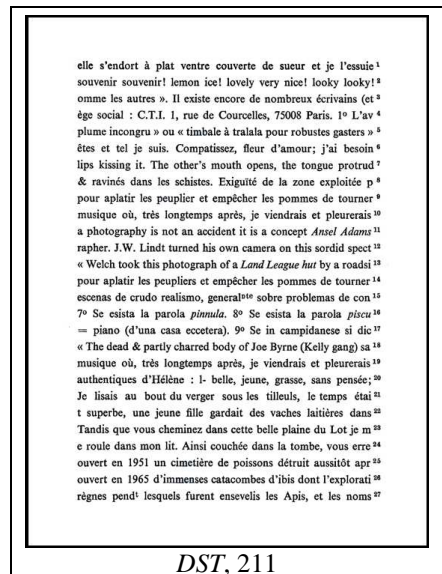 elle s'endort à plat ventre couverte de sueur et je l'essuie ¹
souvenir souvenir! lemon ice! lovely very nice! looky looky! ²
omme les autres ». Il existe encore de nombreux écrivains (et ³
ège social : C.T.I. 1, rue de Courcelles, 75008 Paris. 1º L'av ⁴
plume incongru » ou « timbale à tralala pour robustes gasters » ⁵
êtes et tel je suis. Compatissez, fleur d'amour; j'ai besoin ⁶
lips kissing it. The other's mouth opens, the tongue protrud ⁷
& ravinés dans les schistes. Exiguïté de la zone exploitée p ⁸
pour aplatir les peuplier et empêcher les pommes de tourner ⁹
musique où, très longtemps après, je viendrais et pleurerais ¹⁰
a photography is not an accident it is a concept Ansel Adams ¹¹
rapher. J.W. Lindt turned his own camera on this sordid spect ¹²
« Welch took this photograph of a Land League hut by a roadsi ¹³
pour aplatir les peupliers et empêcher les pommes de tourner ¹⁴
escenas de crudo realismo, generalⁿᵗᵉ sobre problemas de con ¹⁵
7º Se esista la parola pinnula. 8º Se esista la parola piscu ¹⁶
= piano (d'una casa eccetera). 9º Se in campidanese si dic ¹⁷
« The dead & partly charred body of Joe Byrne (Kelly gang) sa ¹⁸
musique où, très longtemps après, je viendrais et pleurerais ¹⁹
authentiques d'Hélène : l- belle, jeune, grasse, sans pensée; ²⁰
Je lisais au bout du verger sous les tilleuls, le temps étai ²¹
t superbe, une jeune fille gardait des vaches laitières dans ²²
Tandis que vous cheminez dans cette belle plaine du Lot je m ²³
e roule dans mon lit. Ainsi couchée dans la tombe, vous erre ²⁴
ouvert en 1951 un cimetière de poissons détruit aussitôt apr ²⁵
ouvert en 1965 d'immenses catacombes d'ibis dont l'explorati ²⁶
règnes pendᵗ lesquels furent ensevelis les Apis, et les noms ²⁷
DST, 211